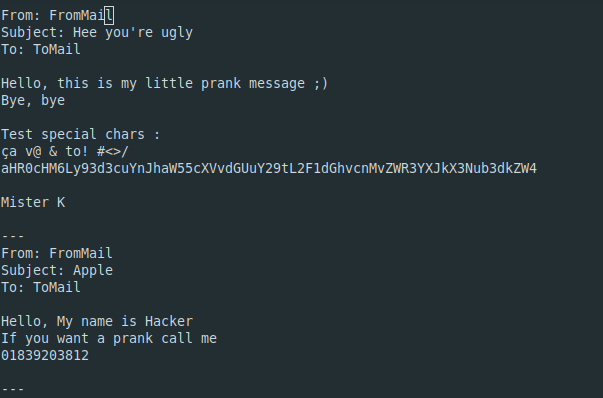 From: FromMail
Subject: Hee you're ugly
To: ToMail
Hello, this is my little prank message ;)
Bye, bye
Test special chars :
ça v@ & to! #<>/
aHR0cHM6Ly93d3cuYnJhaW55cXVvdGUuY29tL2F1dGhvcnMvZWR3YXJkX3Nub3dkZW4
Mister K
---
From: FromMail
Subject: Apple
To: ToMail
Hello, My name is Hacker
If you want a prank call me
01839203812
---